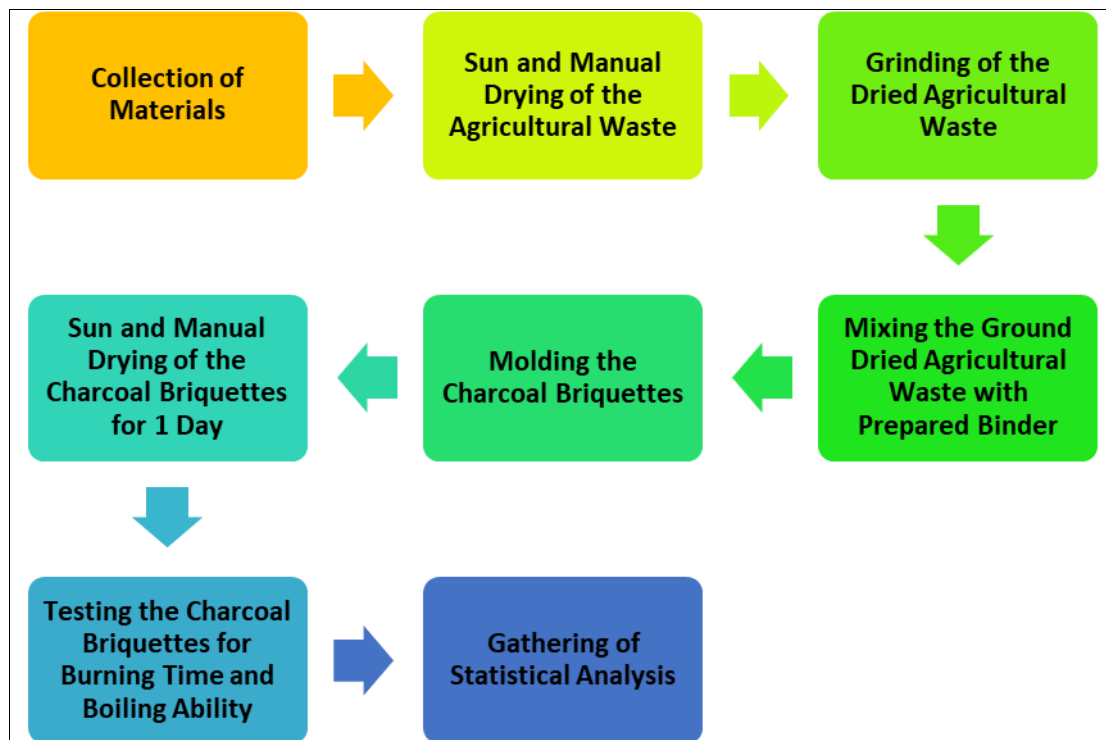 Collection of
Materials
Sun and Manual
Drying of the
Agricultural Waste
Grinding of the
Dried Agricultural
Waste
Mixing the Ground
Dried Agricultural
Waste with
Prepared Binder
Molding the
Charcoal Briquettes
Sun and Manual
Drying of the
Charcoal Briquettes
for 1 Day
Testing the Charcoal
Briquettes for
Burning Time and
Boiling Ability
Gathering of
Statistical Analysis